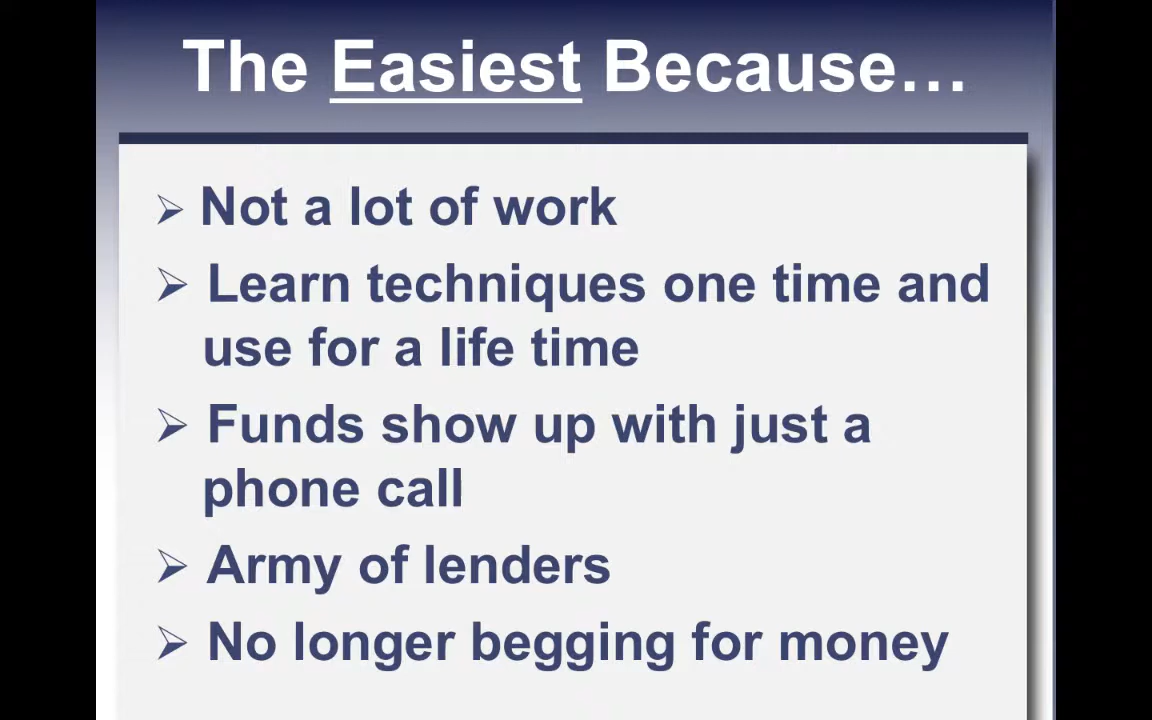 The Easiest Because…
➢ Not a lot of work
➢ Learn techniques one time and
use for a life time
➢ Funds show up with just a
phone call
➢ Army of lenders
➢ No longer begging for money